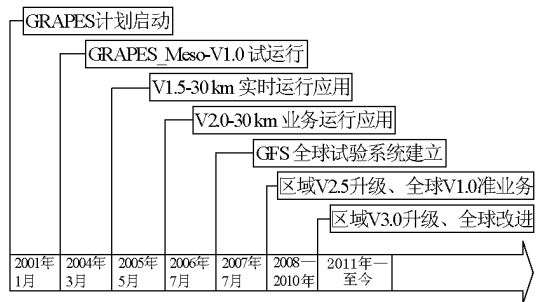 GRAPES计划启动
GRAPES_Meso-V1.0 试运行
V1.5-30 km 实时运行应用
V2.0-30 km 业务运行应用
GFS 全球试验系统建立
区域V2.5升级、全球V1.0准业务
区域V3.0升级、全球改进
2001年
1月
2004年
3月
2005年
5月
2006年
7月
2007年
7月
2008—
2010年
2011年—
至今